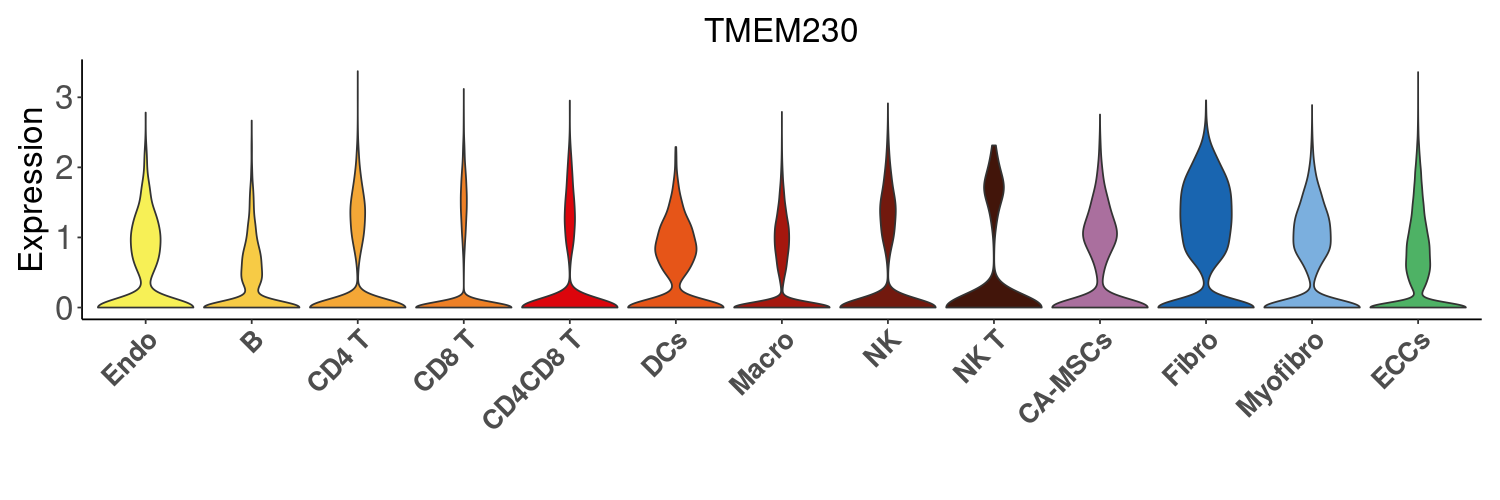 TMEM230
Expression
3
2
1
0
Endo
B
CD4 T
CD8 T
CD4CD8 T
DCs
Macro
NK
NK T
CA-MSCs
Fibro
Myofibro
ECCs